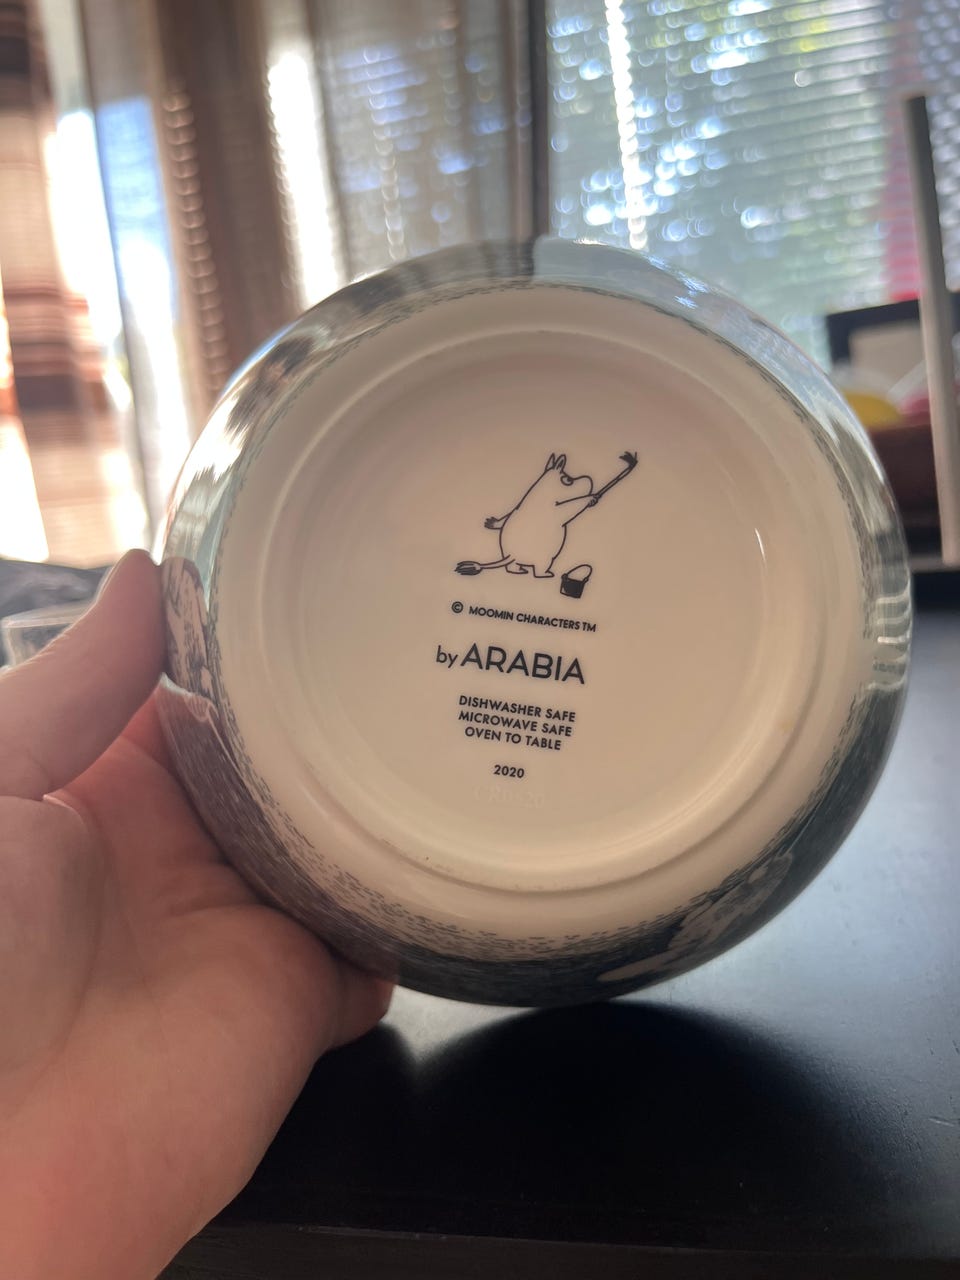 © MOOMIN CHARACTERS TM
by ARABIA
DISHWASHER SAFE
MICROWAVE SAFE
OVEN TO TABLE
2020